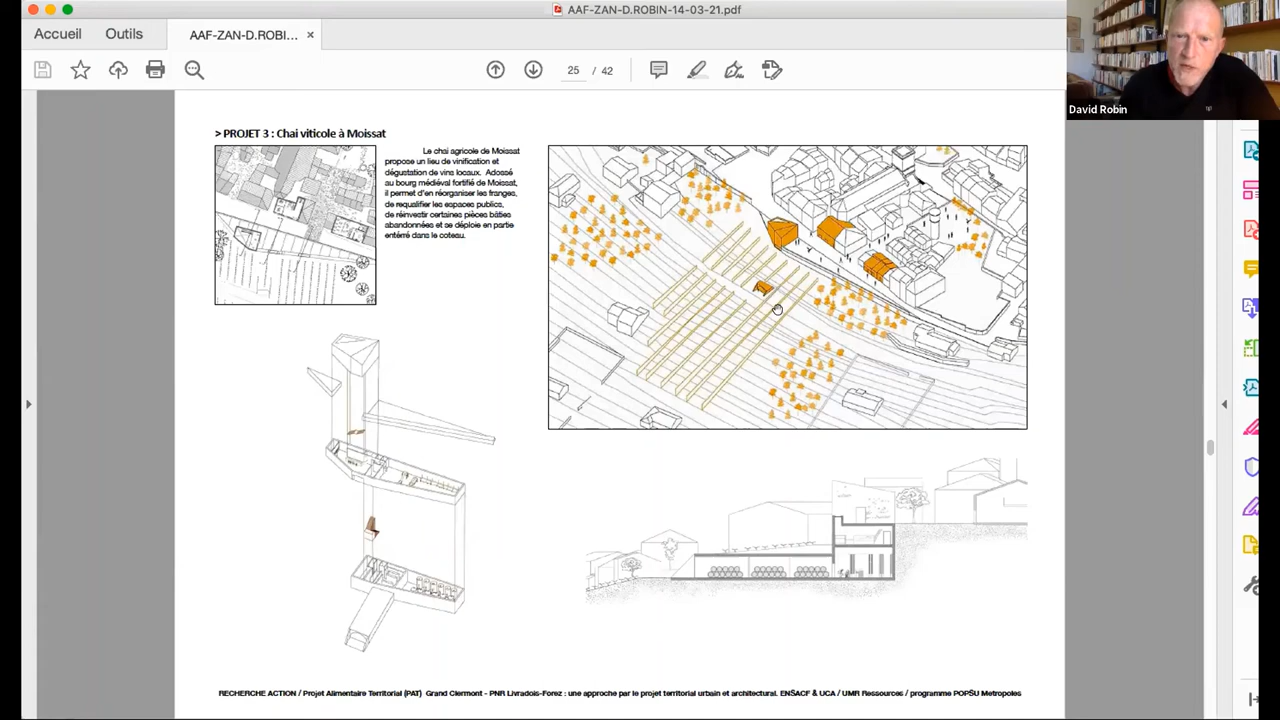 AAF-ZAN-D.ROBIN-14-03-21.pdf
Accueil Outils AAF-ZAN-D.ROBI... ×
25 / 42
David Robin
> PROJET 3 : Chai viticole à Moissat
Le chai agricole de Moissat
propose un lieu de vinification et
dégustation de vins locaux. Adossé
au bourg médiéval fortifié de Moissat,
il permet d'en réorganiser les franges,
de requalifier les espaces publics,
de réinvestir certaines pièces bâties
abandonnées et se déploie en partie
entérré dans le coteau.
RECHERCHE ACTION / Projet Alimentaire Territorial (PAT) Grand Clermont - PNR Livradois-Forez : une approche par le projet territorial urbain et architectural. ENSACF & UCA / UMR Ressources / programme POPSU Metropoles